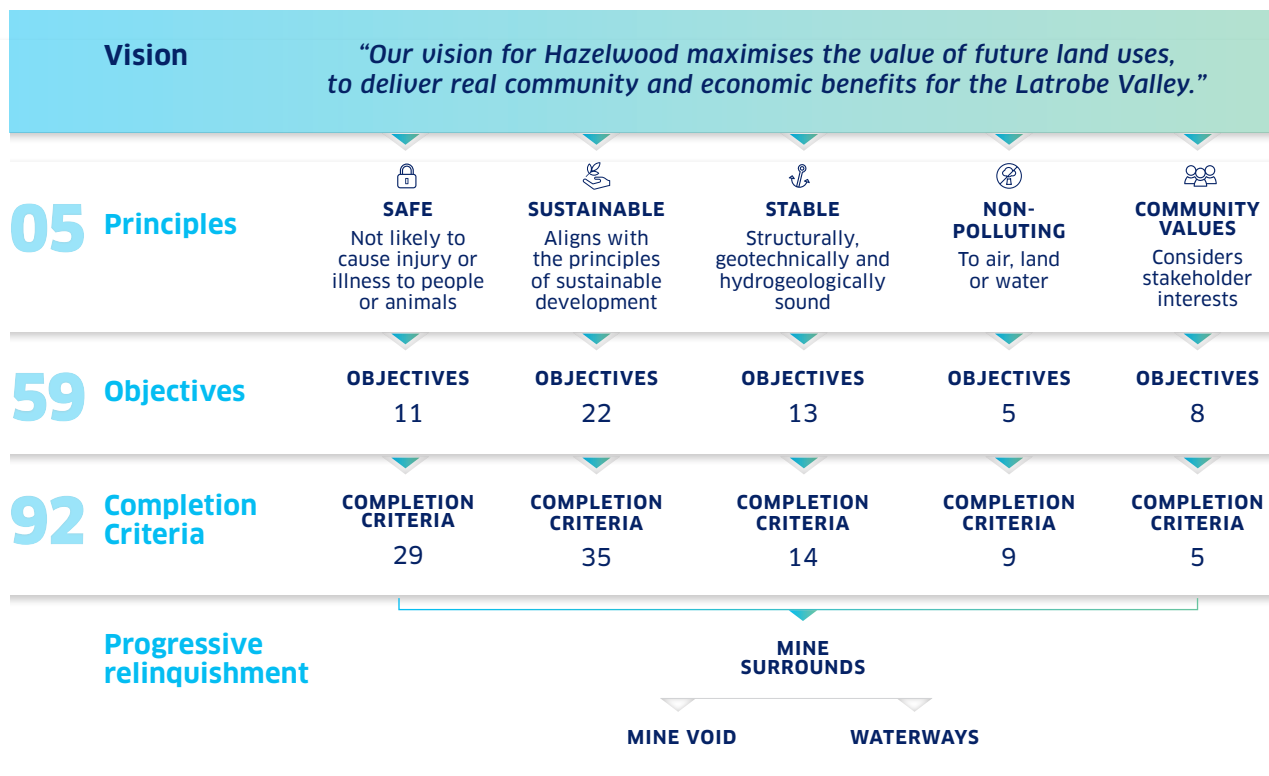 Vision
“Our vision for Hazelwood maximises the value of future land uses,
to deliver real community and economic benefits for the Latrobe Valley.”
05
Principles
SAFE
Not likely to
cause injury or
illness to people
or animals
SUSTAINABLE
Aligns with
the principles
of sustainable
development
STABLE
Structurally,
geotechnically and
hydrogeologically
sound
NON-
POLLUTING
To air, land
or water
COMMUNITY
VALUES
Considers
stakeholder
interests
59
Objectives
OBJECTIVES
11
OBJECTIVES
22
OBJECTIVES
13
OBJECTIVES
5
OBJECTIVES
8
92
Completion
Criteria
COMPLETION
CRITERIA
29
COMPLETION
CRITERIA
35
COMPLETION
CRITERIA
14
COMPLETION
CRITERIA
9
COMPLETION
CRITERIA
5
Progressive
relinquishment
MINE
SURROUNDS
MINE VOID
WATERWAYS